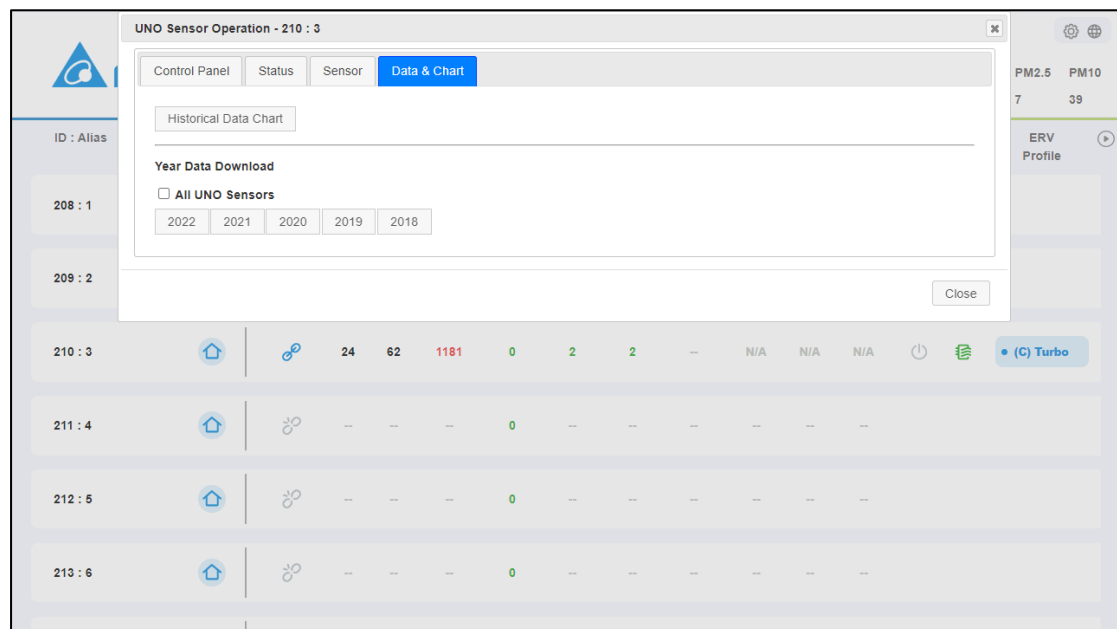 UNO Sensor Operation - 210 : 3
Control Panel Status Sensor Data & Chart
PM2.5 PM10
7 39
Historical Data Chart
ID : Alias ERV Profile
Year Data Download
All UNO Sensors
2022 2021 2020 2019 2018
208 : 1
209 : 2
Close
210 : 3 24 62 1181 0 2 2 -- N/A N/A N/A (C) Turbo
211 : 4 -- -- -- 0 -- -- -- -- -- --
212 : 5 -- -- -- 0 -- -- -- -- -- --
213 : 6 -- -- -- 0 -- -- -- -- -- --